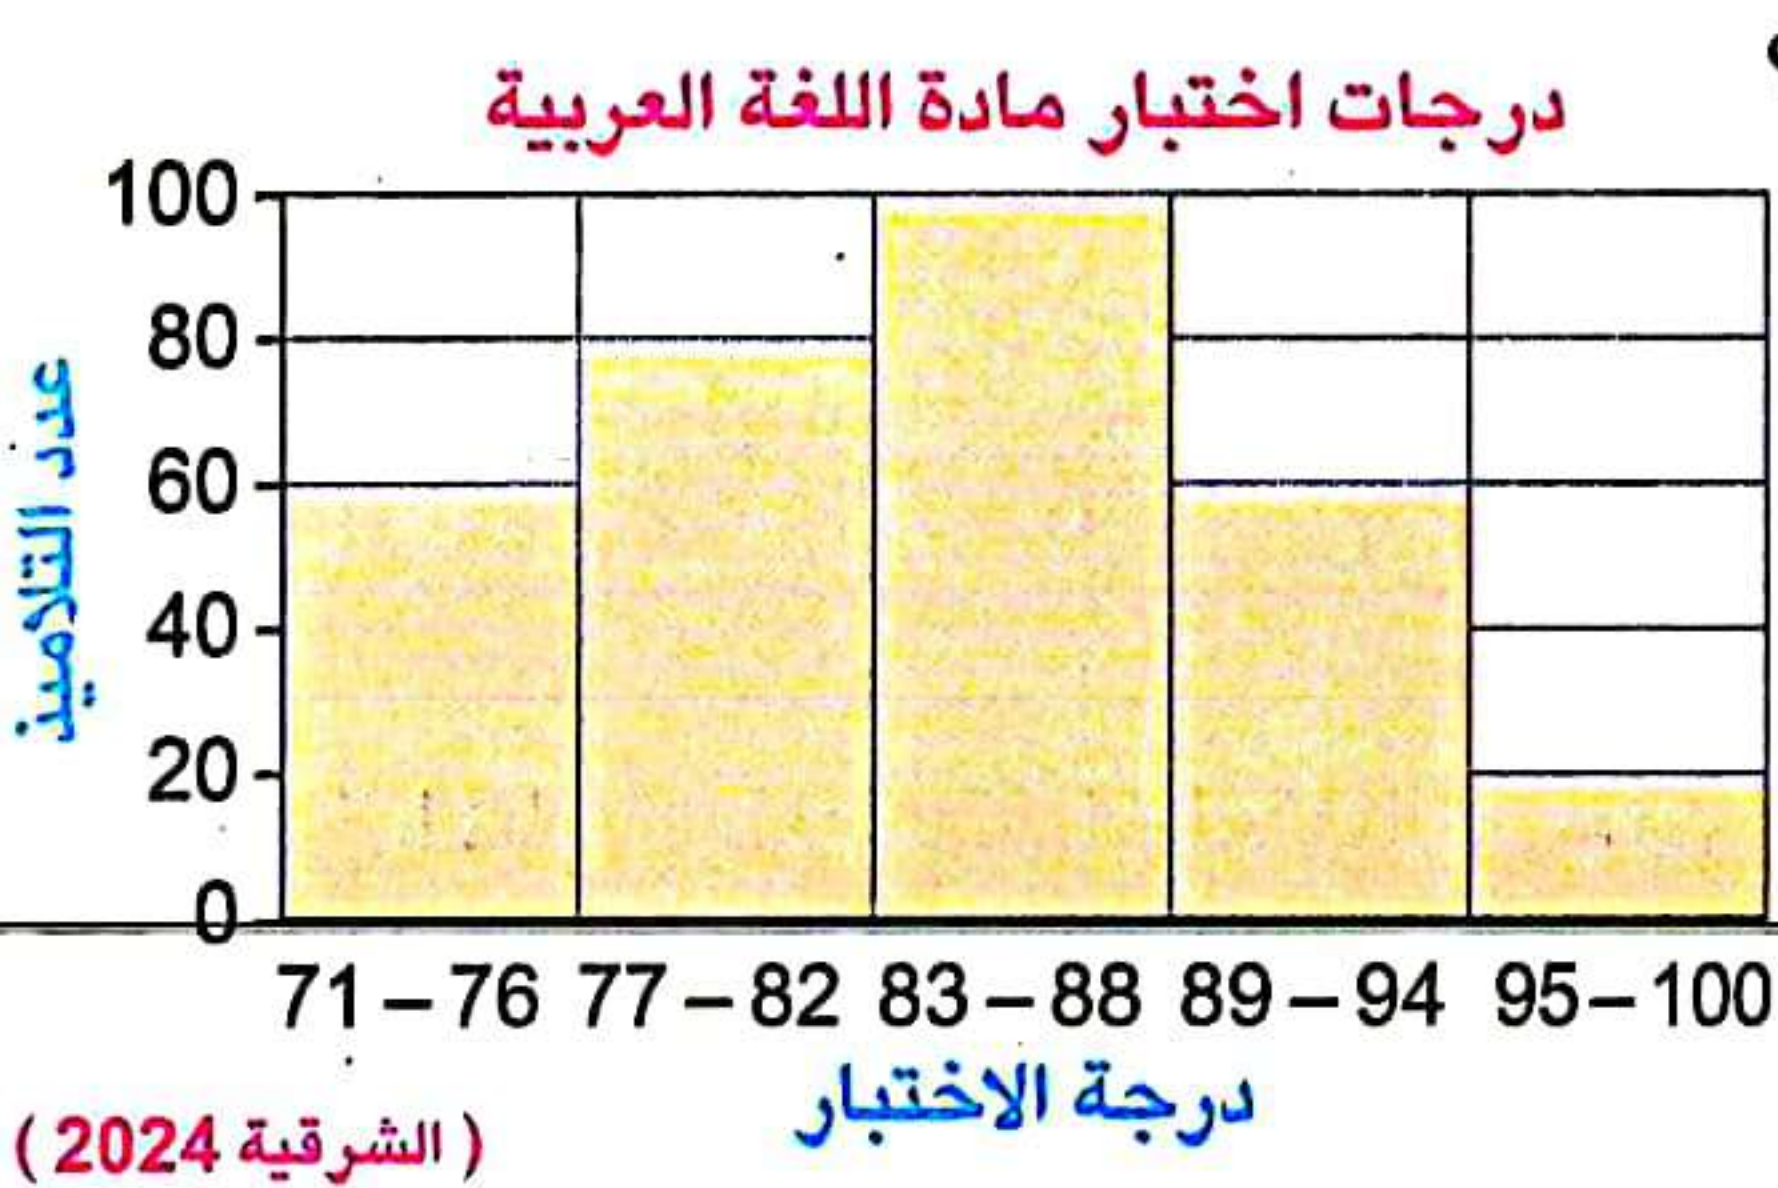 درجات اختبار مادة اللغة العربية
عدد التلاميذ
100
80
60
40
20
0
71 – 76 77 – 82 83 – 88 89 – 94 95 – 100
درجة الاختبار
( الشرقية 2024 )